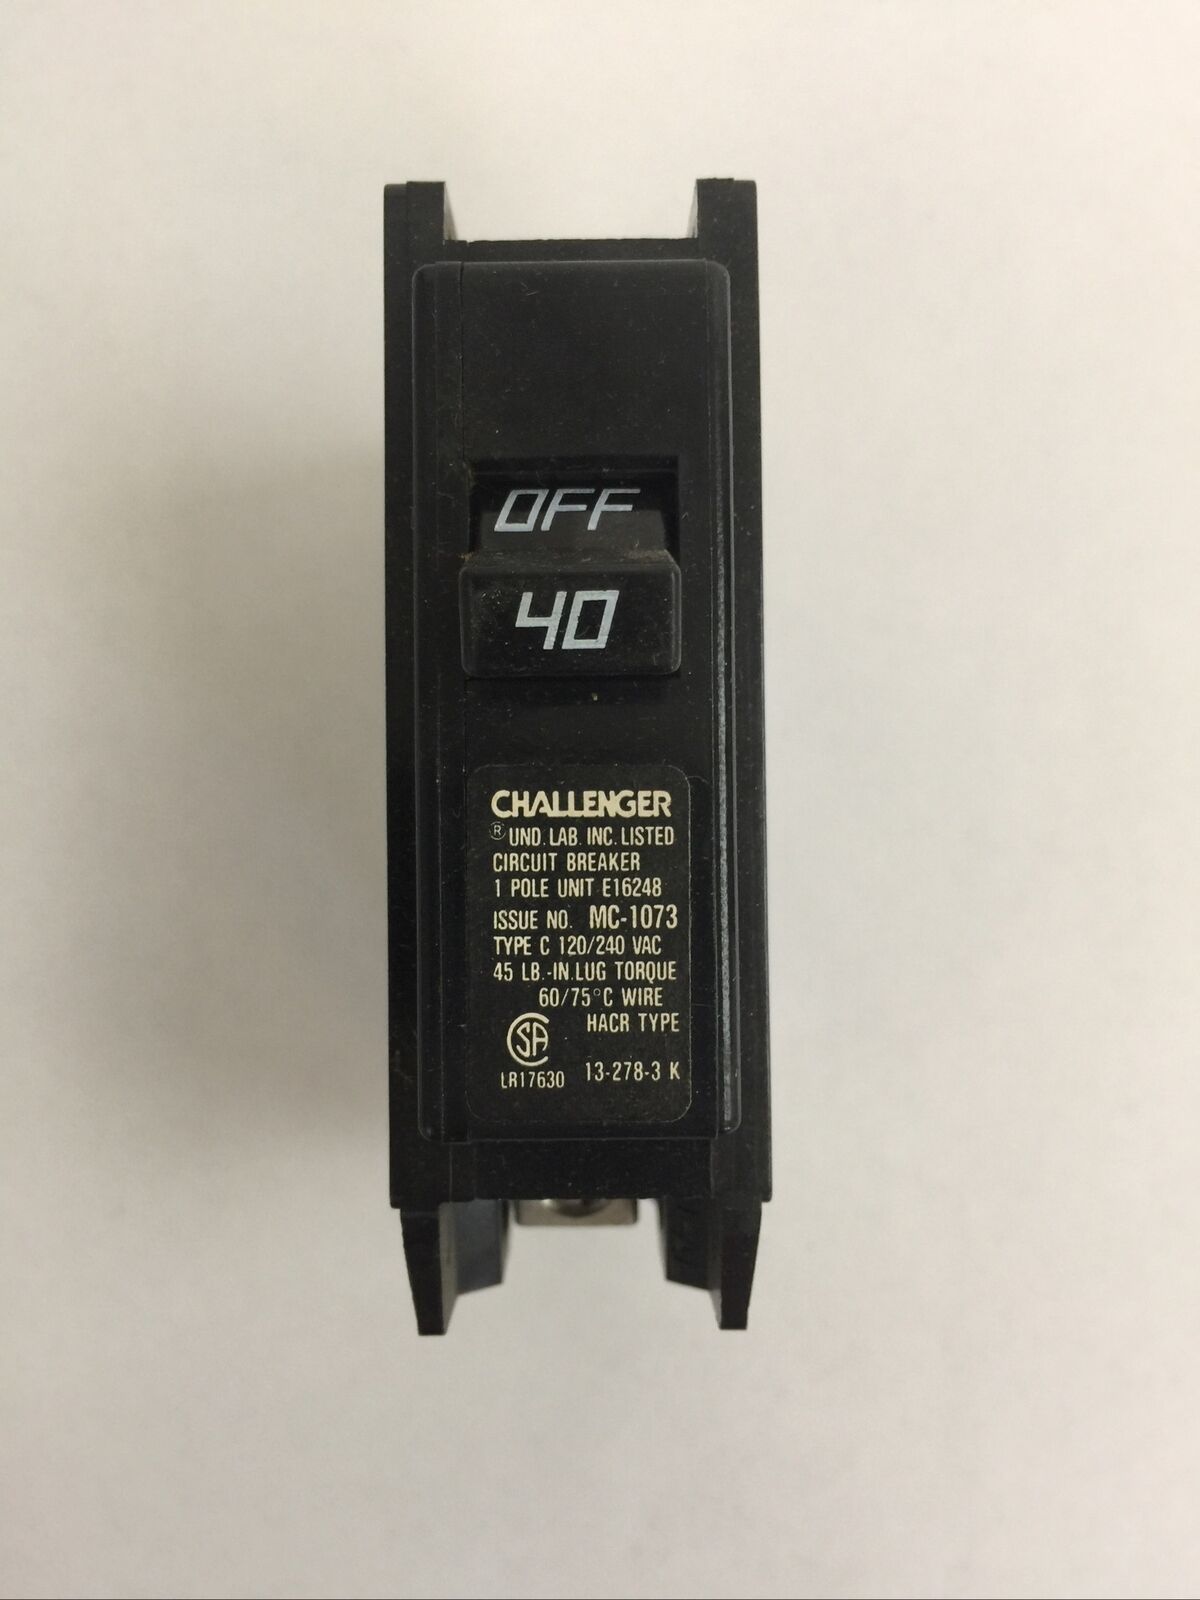 OFF
40
CHALLENGER
® UND. LAB. INC. LISTED
CIRCUIT BREAKER
1 POLE UNIT E16248
ISSUE NO. MC-1073
TYPE C 120/240 VAC
45 LB.-IN. LUG TORQUE
60/75°C WIRE
HACR TYPE
CSA
LR17630 13-278-3 K